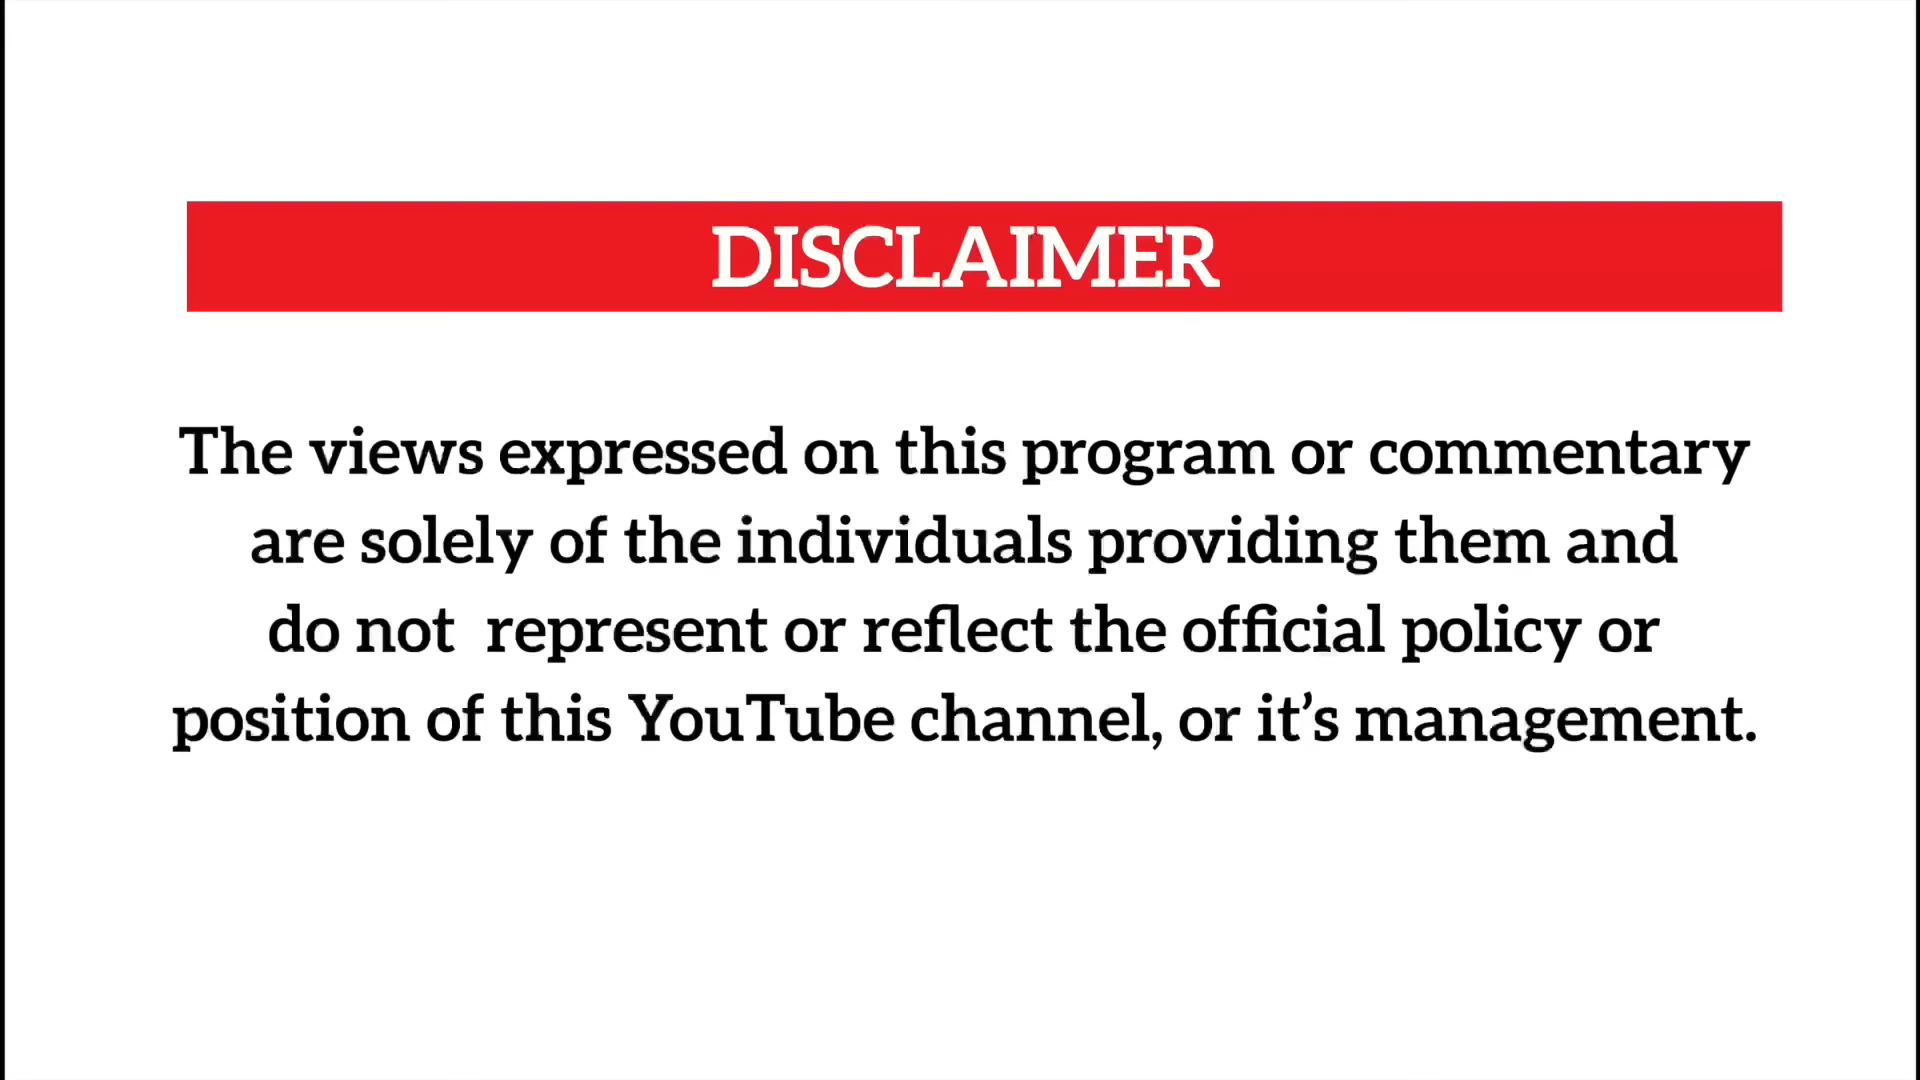 DISCLAIMER
The views expressed on this program or commentary
are solely of the individuals providing them and
do not  represent or reflect the official policy or
position of this YouTube channel, or it’s management.